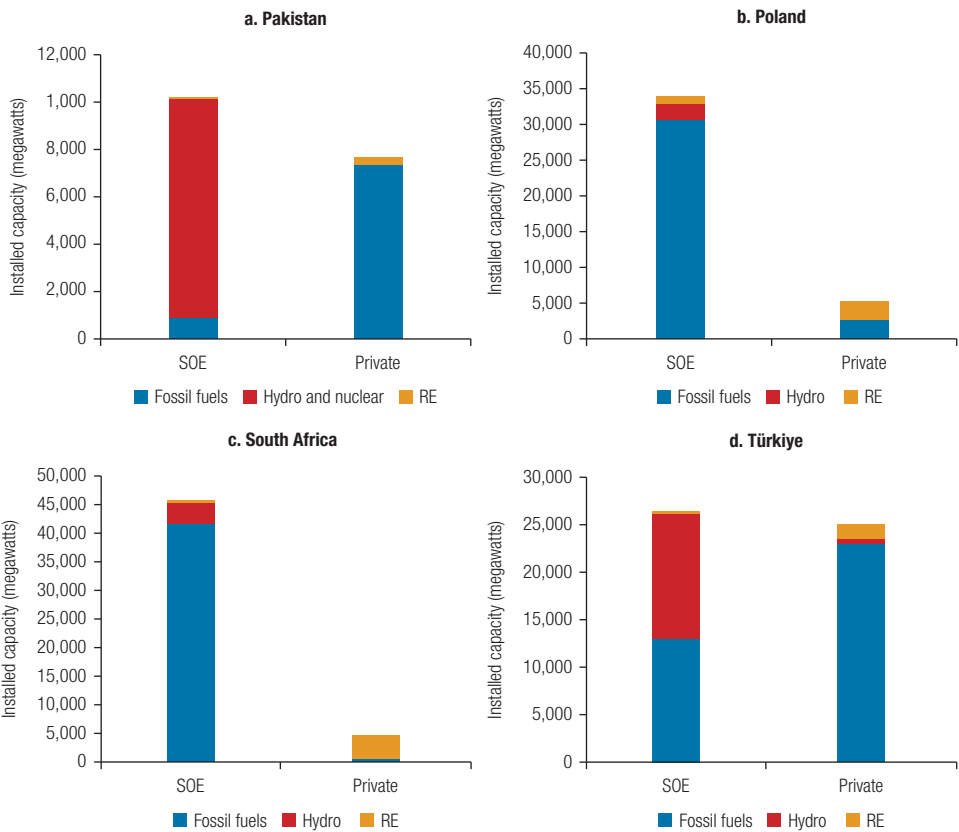 a. Pakistan
Installed capacity (megawatts)
12,000
1,000
8,000
6,000
4,000
2,000
0
SOE Private
Fossil fuels Hydro and nuclear RE
b. Poland
Installed capacity (megawatts)
40,000
35,000
30,000
25,000
20,000
15,000
10,000
5,000
0
SOE Private
Fossil fuels Hydro RE
c. South Africa
Installed capacity (megawatts)
50,000
45,000
40,000
35,000
30,000
25,000
20,000
15,000
10,000
5,000
0
SOE Private
Fossil fuels Hydro RE
d. Türkiye
Installed capacity (megawatts)
30,000
25,000
20,000
15,000
10,000
5,000
0
SOE Private
Fossil fuels Hydro RE